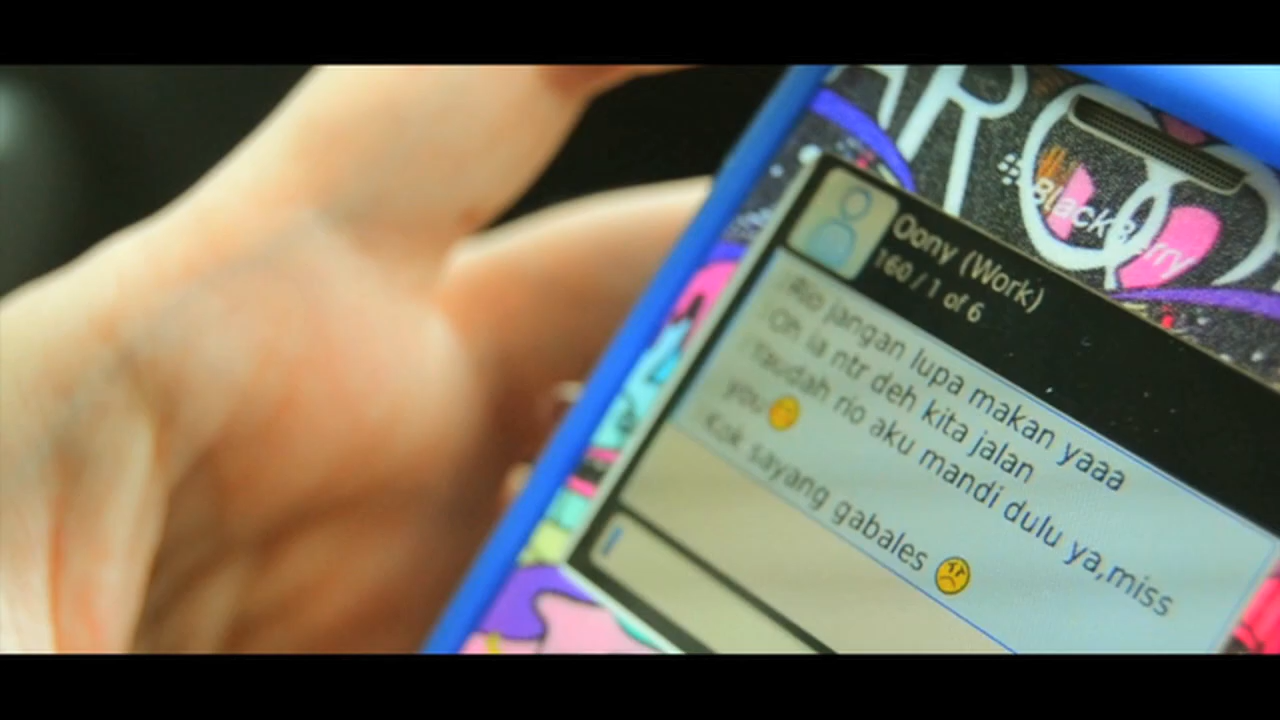 BlackBerry
Oony (Work)
160 / 1 of 6
Rio jangan lupa makan yaaa
Oh ia ntr deh kita jalan
Yaudah rio aku mandi dulu ya,miss
you
Kok sayang gabales